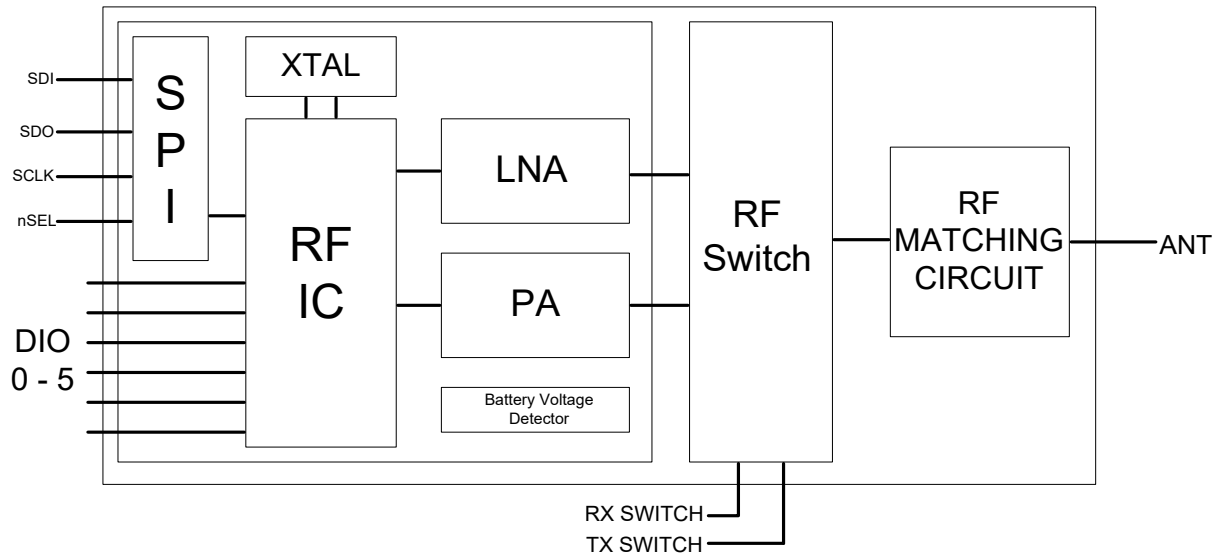 SDI
SDO
SCLK
nSEL
DIO
0 - 5
S
P
I
XTAL
RF
IC
LNA
PA
Battery Voltage
Detector
RF
Switch
RF
MATCHING
CIRCUIT
ANT
RX SWITCH
TX SWITCH